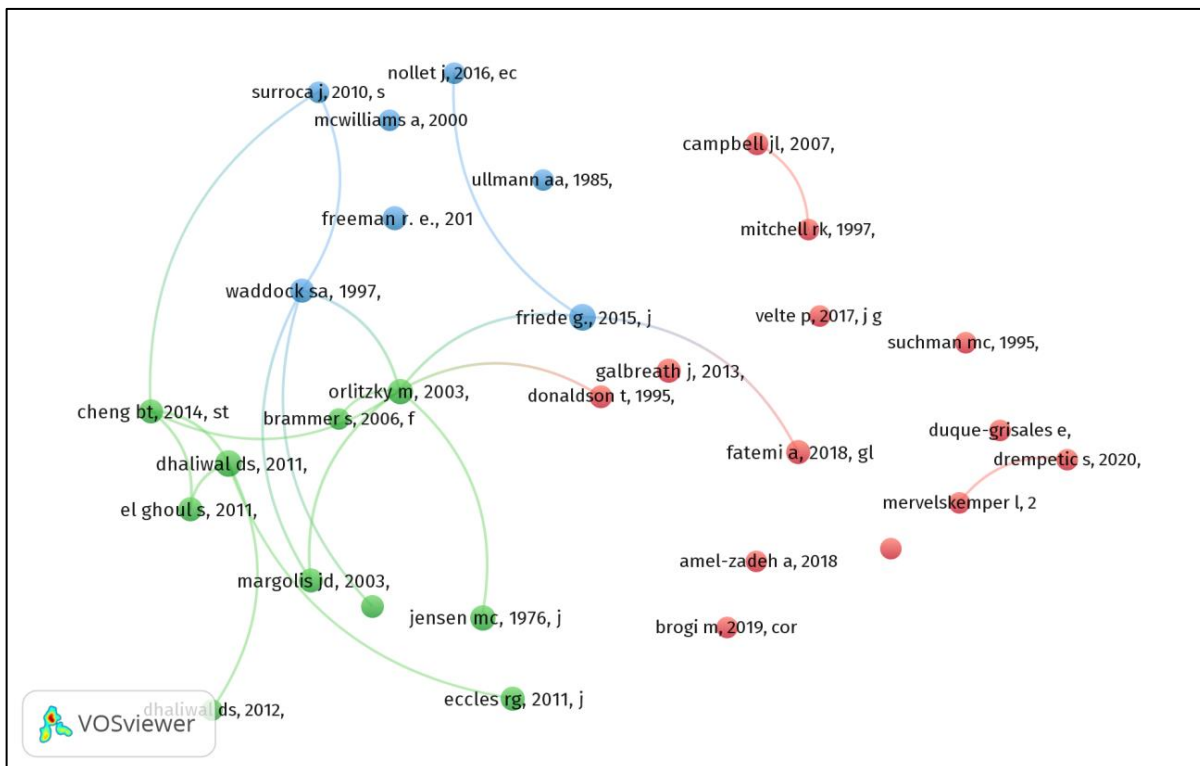 nollet j, 2016, ec
surroca j, 2010, s
mcwilliams a, 2000
campbell jl, 2007,
ullmann aa, 1985,
freeman r. e., 201
mitchell rk, 1997,
waddock sa, 1997,
friede g., 2015, j
velte p, 2017, j g
suchman mc, 1995,
galbreath j, 2013,
orlitzky m, 2003,
donaldson t, 1995,
cheng bt, 2014, st
brammer s, 2006, f
duque-grisales e,
fatemi a, 2018, gl
drempetic s, 2020,
dhaliwal ds, 2011,
mervelskemper l, 2
el ghoul s, 2011,
amel-zadeh a, 2018
margolis jd, 2003,
jensen mc, 1976, j
brogi m, 2019, cor
eccles rg, 2011, j
dhaliwal ds, 2012,
VOSviewer